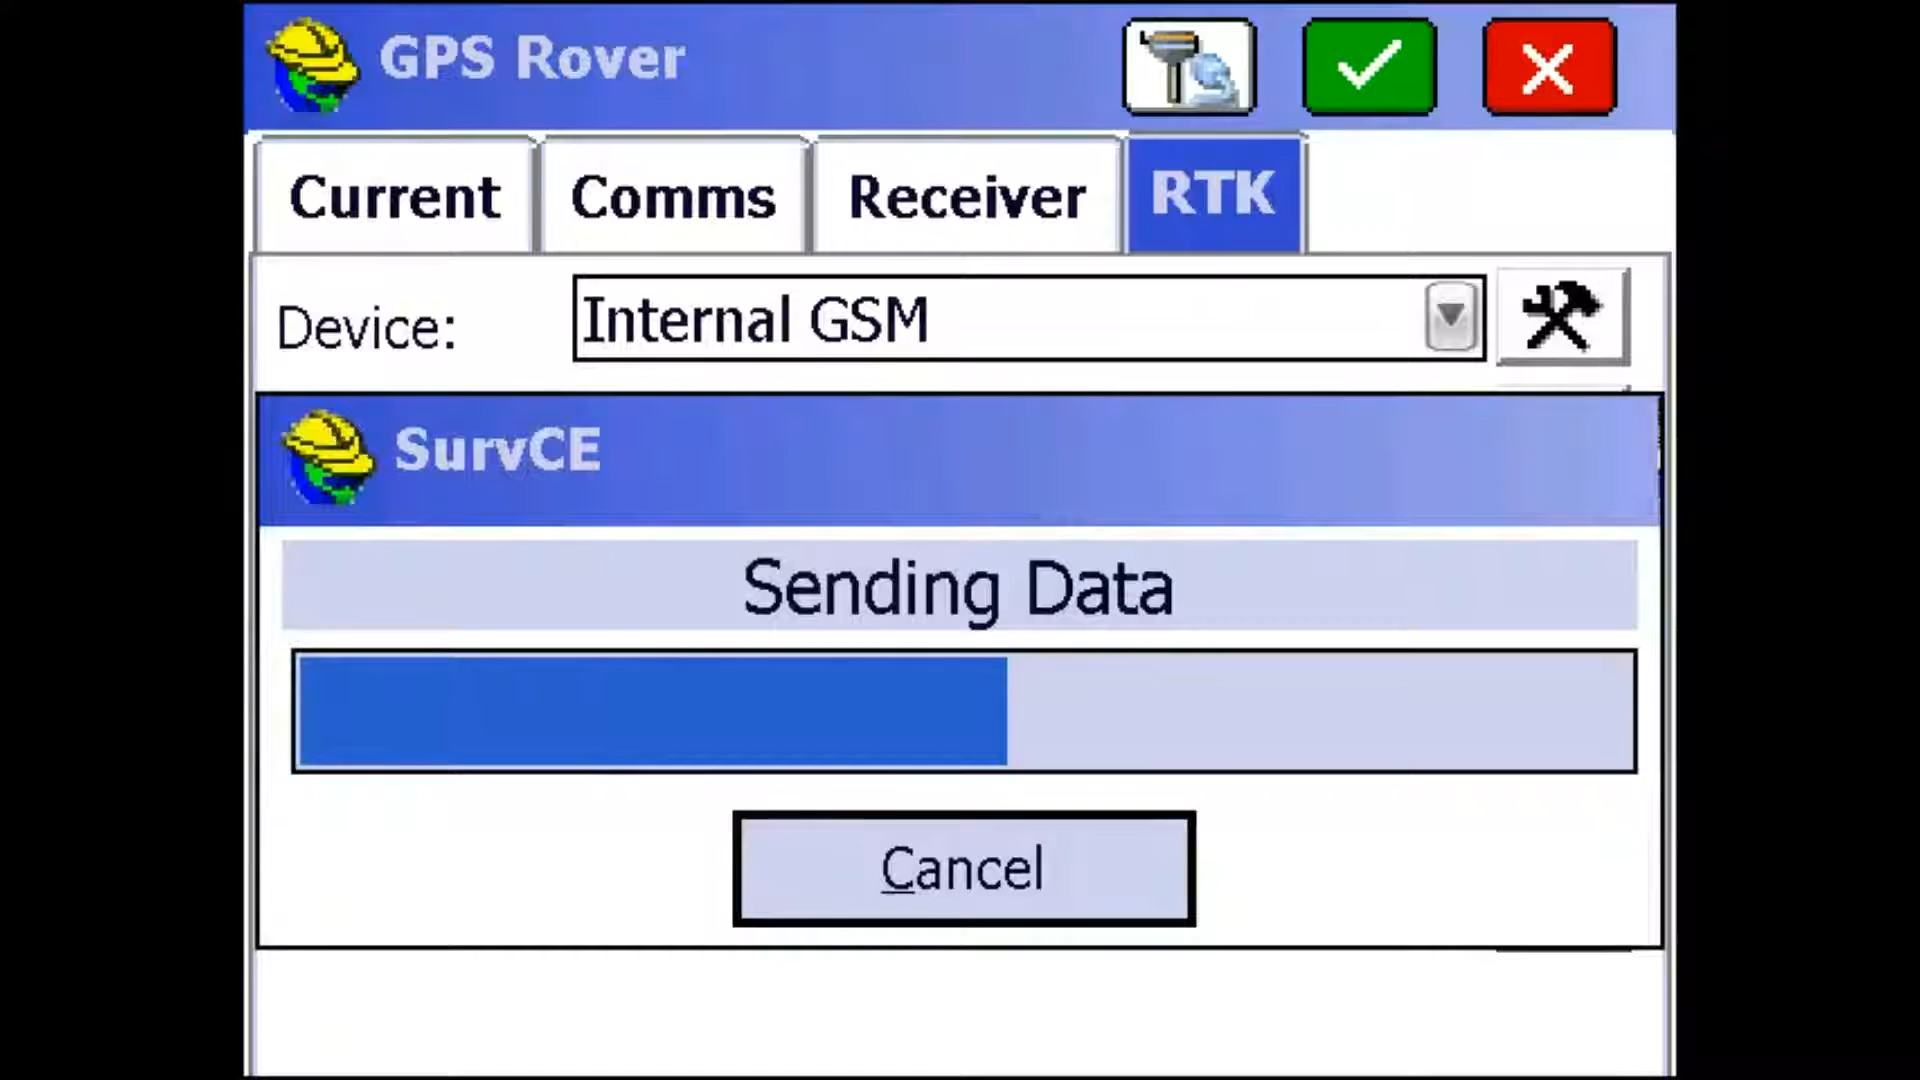 GPS Rover
Current Comms Receiver RTK
Device: Internal GSM
SurvCE
Sending Data
Cancel